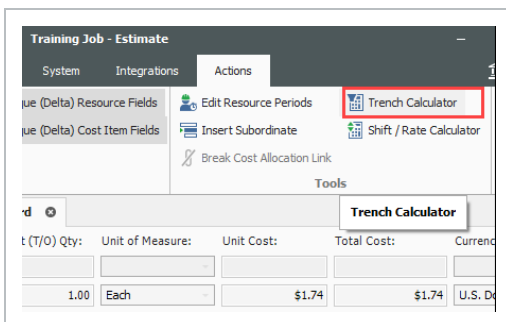 Training Job - Estimate
System Integrations Actions
que (Delta) Resource Fields Edit Resource Periods Trench Calculator
que (Delta) Cost Item Fields Insert Subordinate Shift / Rate Calculator
Break Cost Allocation Link
Tools
rd Trench Calculator
t (T/O) Qty: Unit of Measure: Unit Cost: Total Cost: Currenc
1.00 Each $1.74 $1.74 U.S. Do